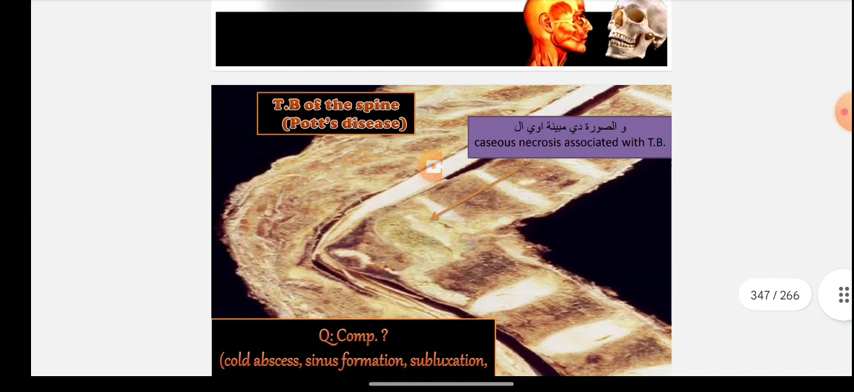 T.B of the spine
(Pott's disease)
و الصورة دي مبينة اوي ال
caseous necrosis associated with T.B.
347 / 266
Q: Comp. ?
(cold abscess, sinus formation, subluxation,